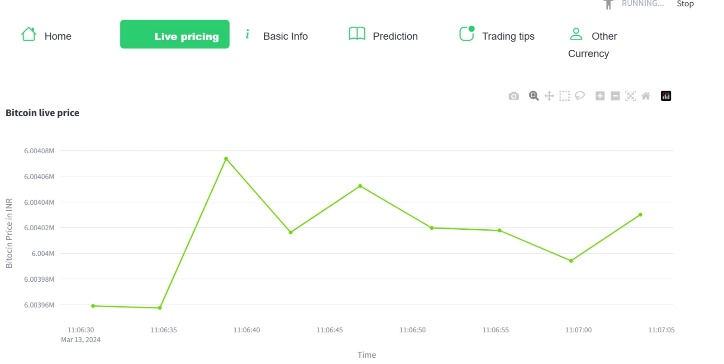 RUNNING... Stop
Home Live pricing i Basic Info Prediction Trading tips Other
Currency
Bitcoin live price
6.00408M
6.00406M
6.00404M
6.00402M
6.004M
6.00398M
6.00396M
Bitocin Price in INR
11:06:30 11:06:35 11:06:40 11:06:45 11:06:50 11:06:55 11:07:00 11:07:05
Mar 13, 2024
Time